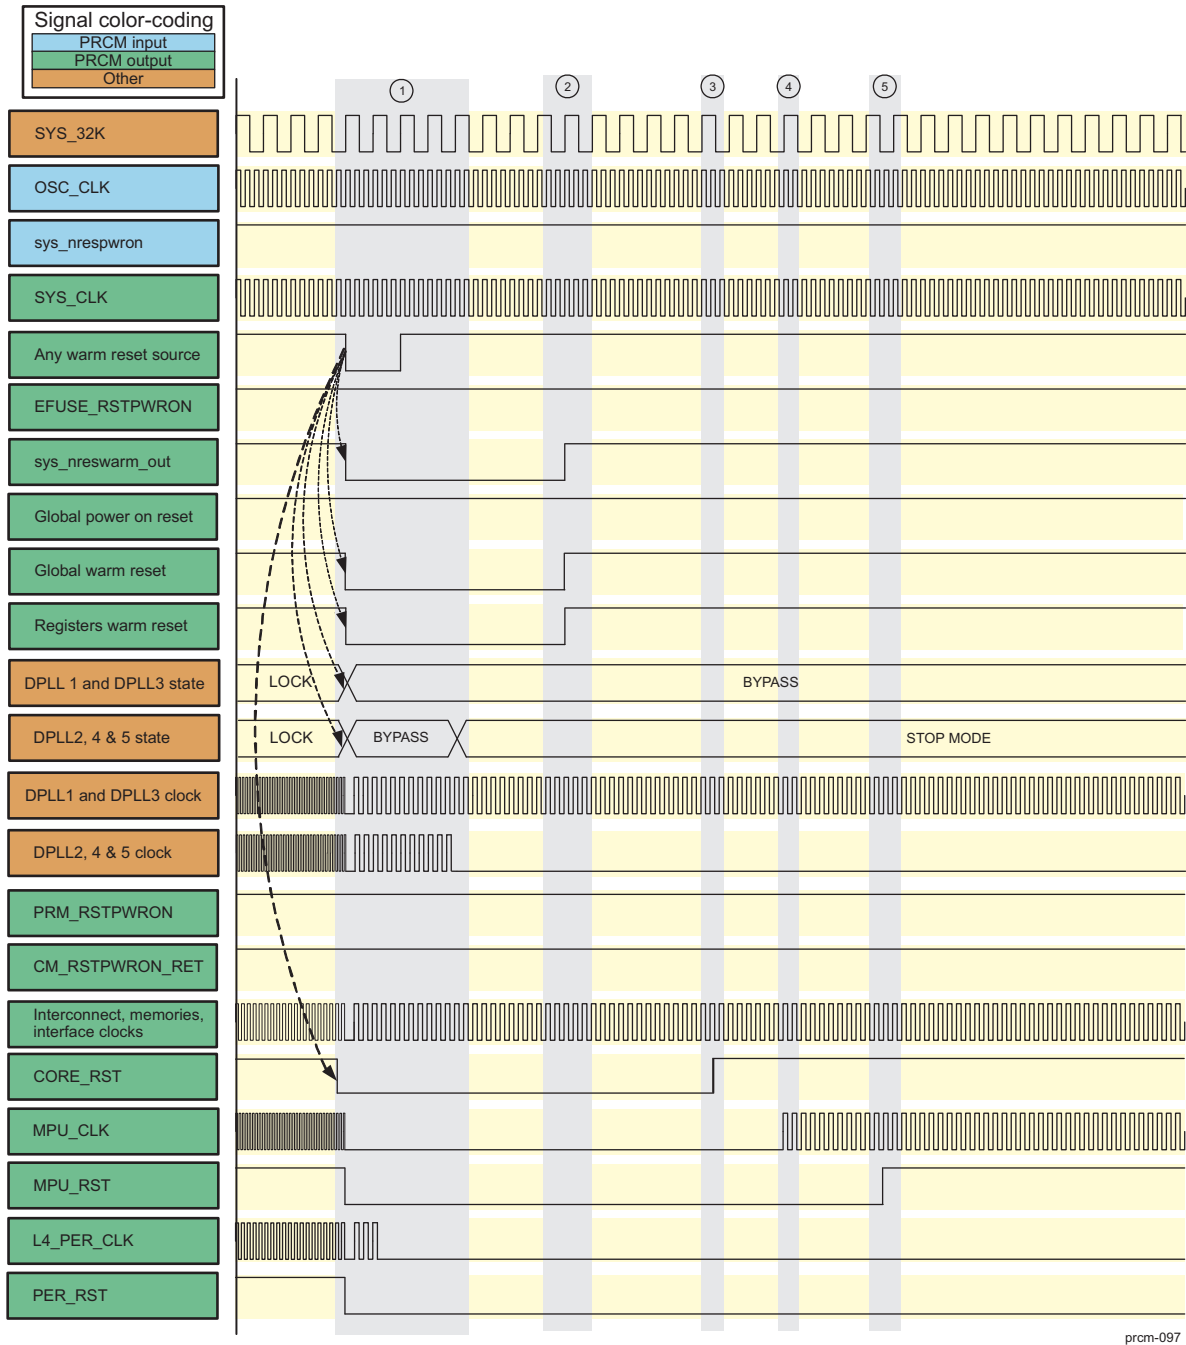 Signal color-coding
PRCM input
PRCM output
Other
1
2
3
4
5
SYS_32K
OSC_CLK
sys_nrespwron
SYS_CLK
Any warm reset source
EFUSE_RSTPWRON
sys_nreswarm_out
Global power on reset
Global warm reset
Registers warm reset
DPLL 1 and DPLL3 state
LOCK
BYPASS
DPLL2, 4 & 5 state
LOCK
BYPASS
STOP MODE
DPLL1 and DPLL3 clock
DPLL2, 4 & 5 clock
PRM_RSTPWRON
CM_RSTPWRON_RET
Interconnect, memories,
interface clocks
CORE_RST
MPU_CLK
MPU_RST
L4_PER_CLK
PER_RST
prcm-097